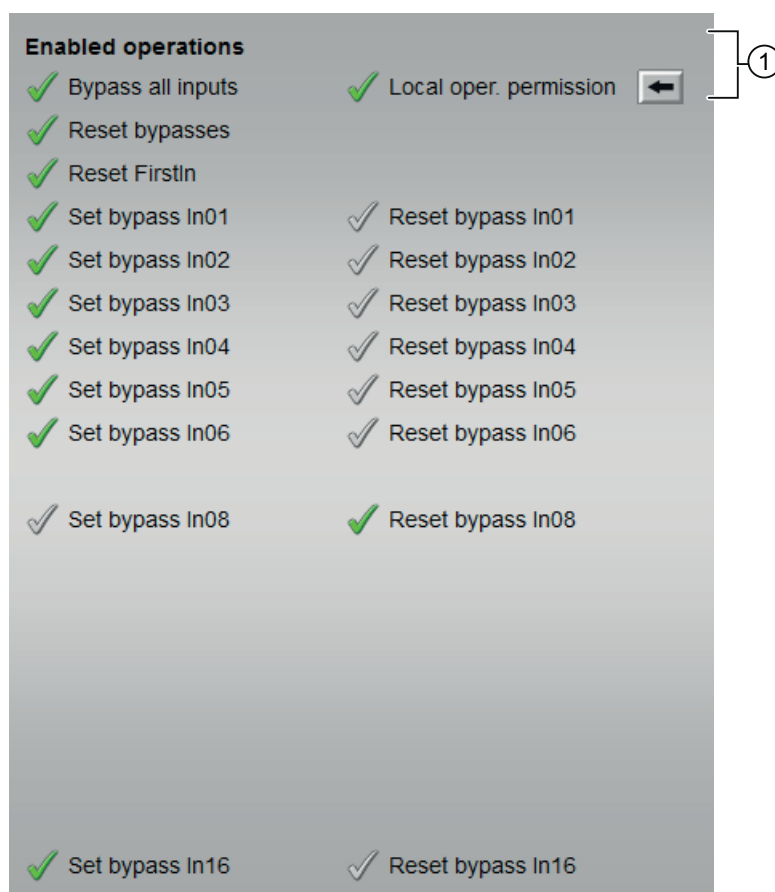 Enabled operations
Bypass all inputs Local oper. permission
1
Reset bypasses
Reset FirstIn
Set bypass In01 Reset bypass In01
Set bypass In02 Reset bypass In02
Set bypass In03 Reset bypass In03
Set bypass In04 Reset bypass In04
Set bypass In05 Reset bypass In05
Set bypass In06 Reset bypass In06
Set bypass In08 Reset bypass In08
Set bypass In16 Reset bypass In16